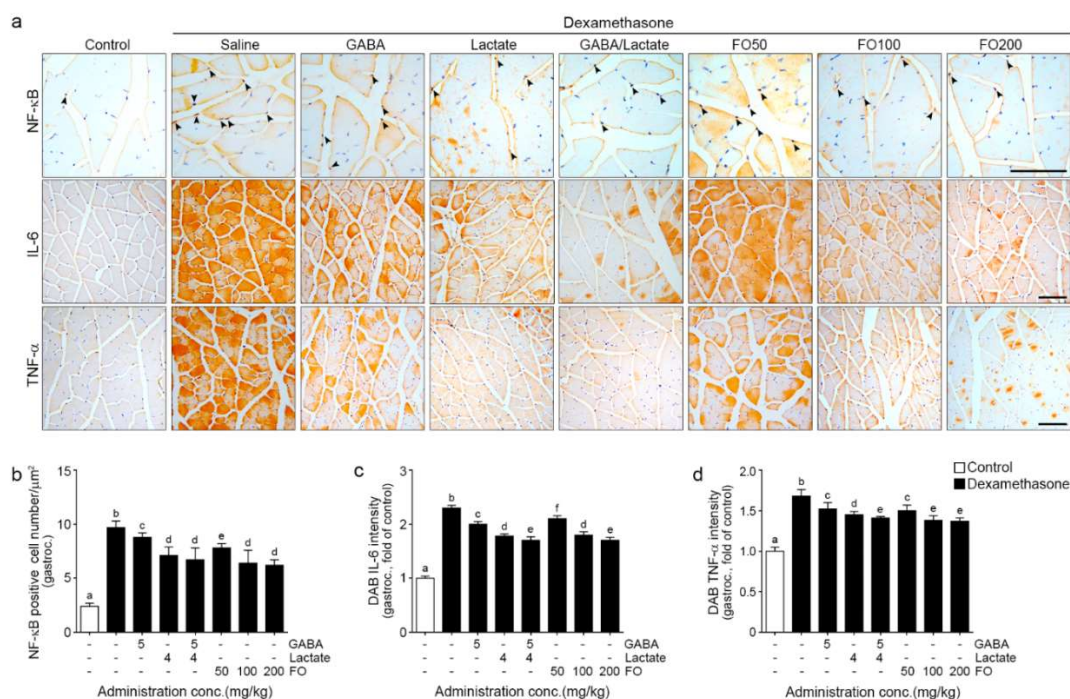 a
Dexamethasone
Control Saline GABA Lactate GABA/Lactate FO50 FO100 FO200
NF-κB
IL-6
TNF-α
b
NF-κB positive cell number/μm²
(gastroc.)
15
10
5
0
a b c d d e d d
- - 5 - 5 - - - GABA
- - - 4 4 - - - Lactate
- - - - - 50 100 200 FO
Administration conc.(mg/kg)
c
DAB IL-6 intensity
(gastroc., fold of control)
3
2
1
0
a b c d e f d e
- - 5 - 5 - - - GABA
- - - 4 4 - - - Lactate
- - - - - 50 100 200 FO
Administration conc.(mg/kg)
d
DAB TNF-α intensity
(gastroc., fold of control)
2.0
1.5
1.0
0.5
0
a b c d e c e e
- - 5 - 5 - - - GABA
- - - 4 4 - - - Lactate
- - - - - 50 100 200 FO
Administration conc.(mg/kg)
Control
Dexamethasone